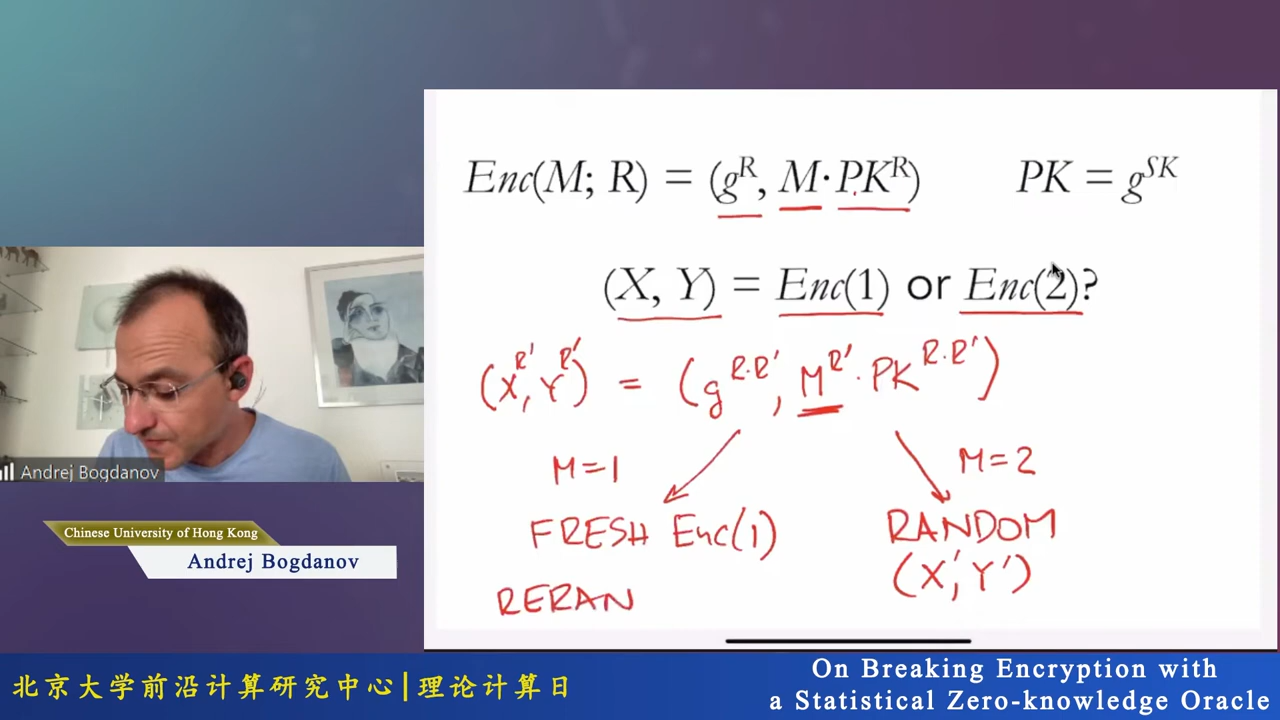 Enc(M; R) = (g^R, M·PK^R) PK = g^SK
(X, Y) = Enc(1) or Enc(2)?
(X^R', Y^R') = (g^R·R', M^R' · PK^R·R')
M=1
M=2
FRESH Enc(1)
RANDOM
(X', Y')
RERAN
Andrej Bogdanov
Chinese University of Hong Kong
Andrej Bogdanov
北京大学前沿计算研究中心|理论计算日
On Breaking Encryption with
a Statistical Zero-knowledge Oracle